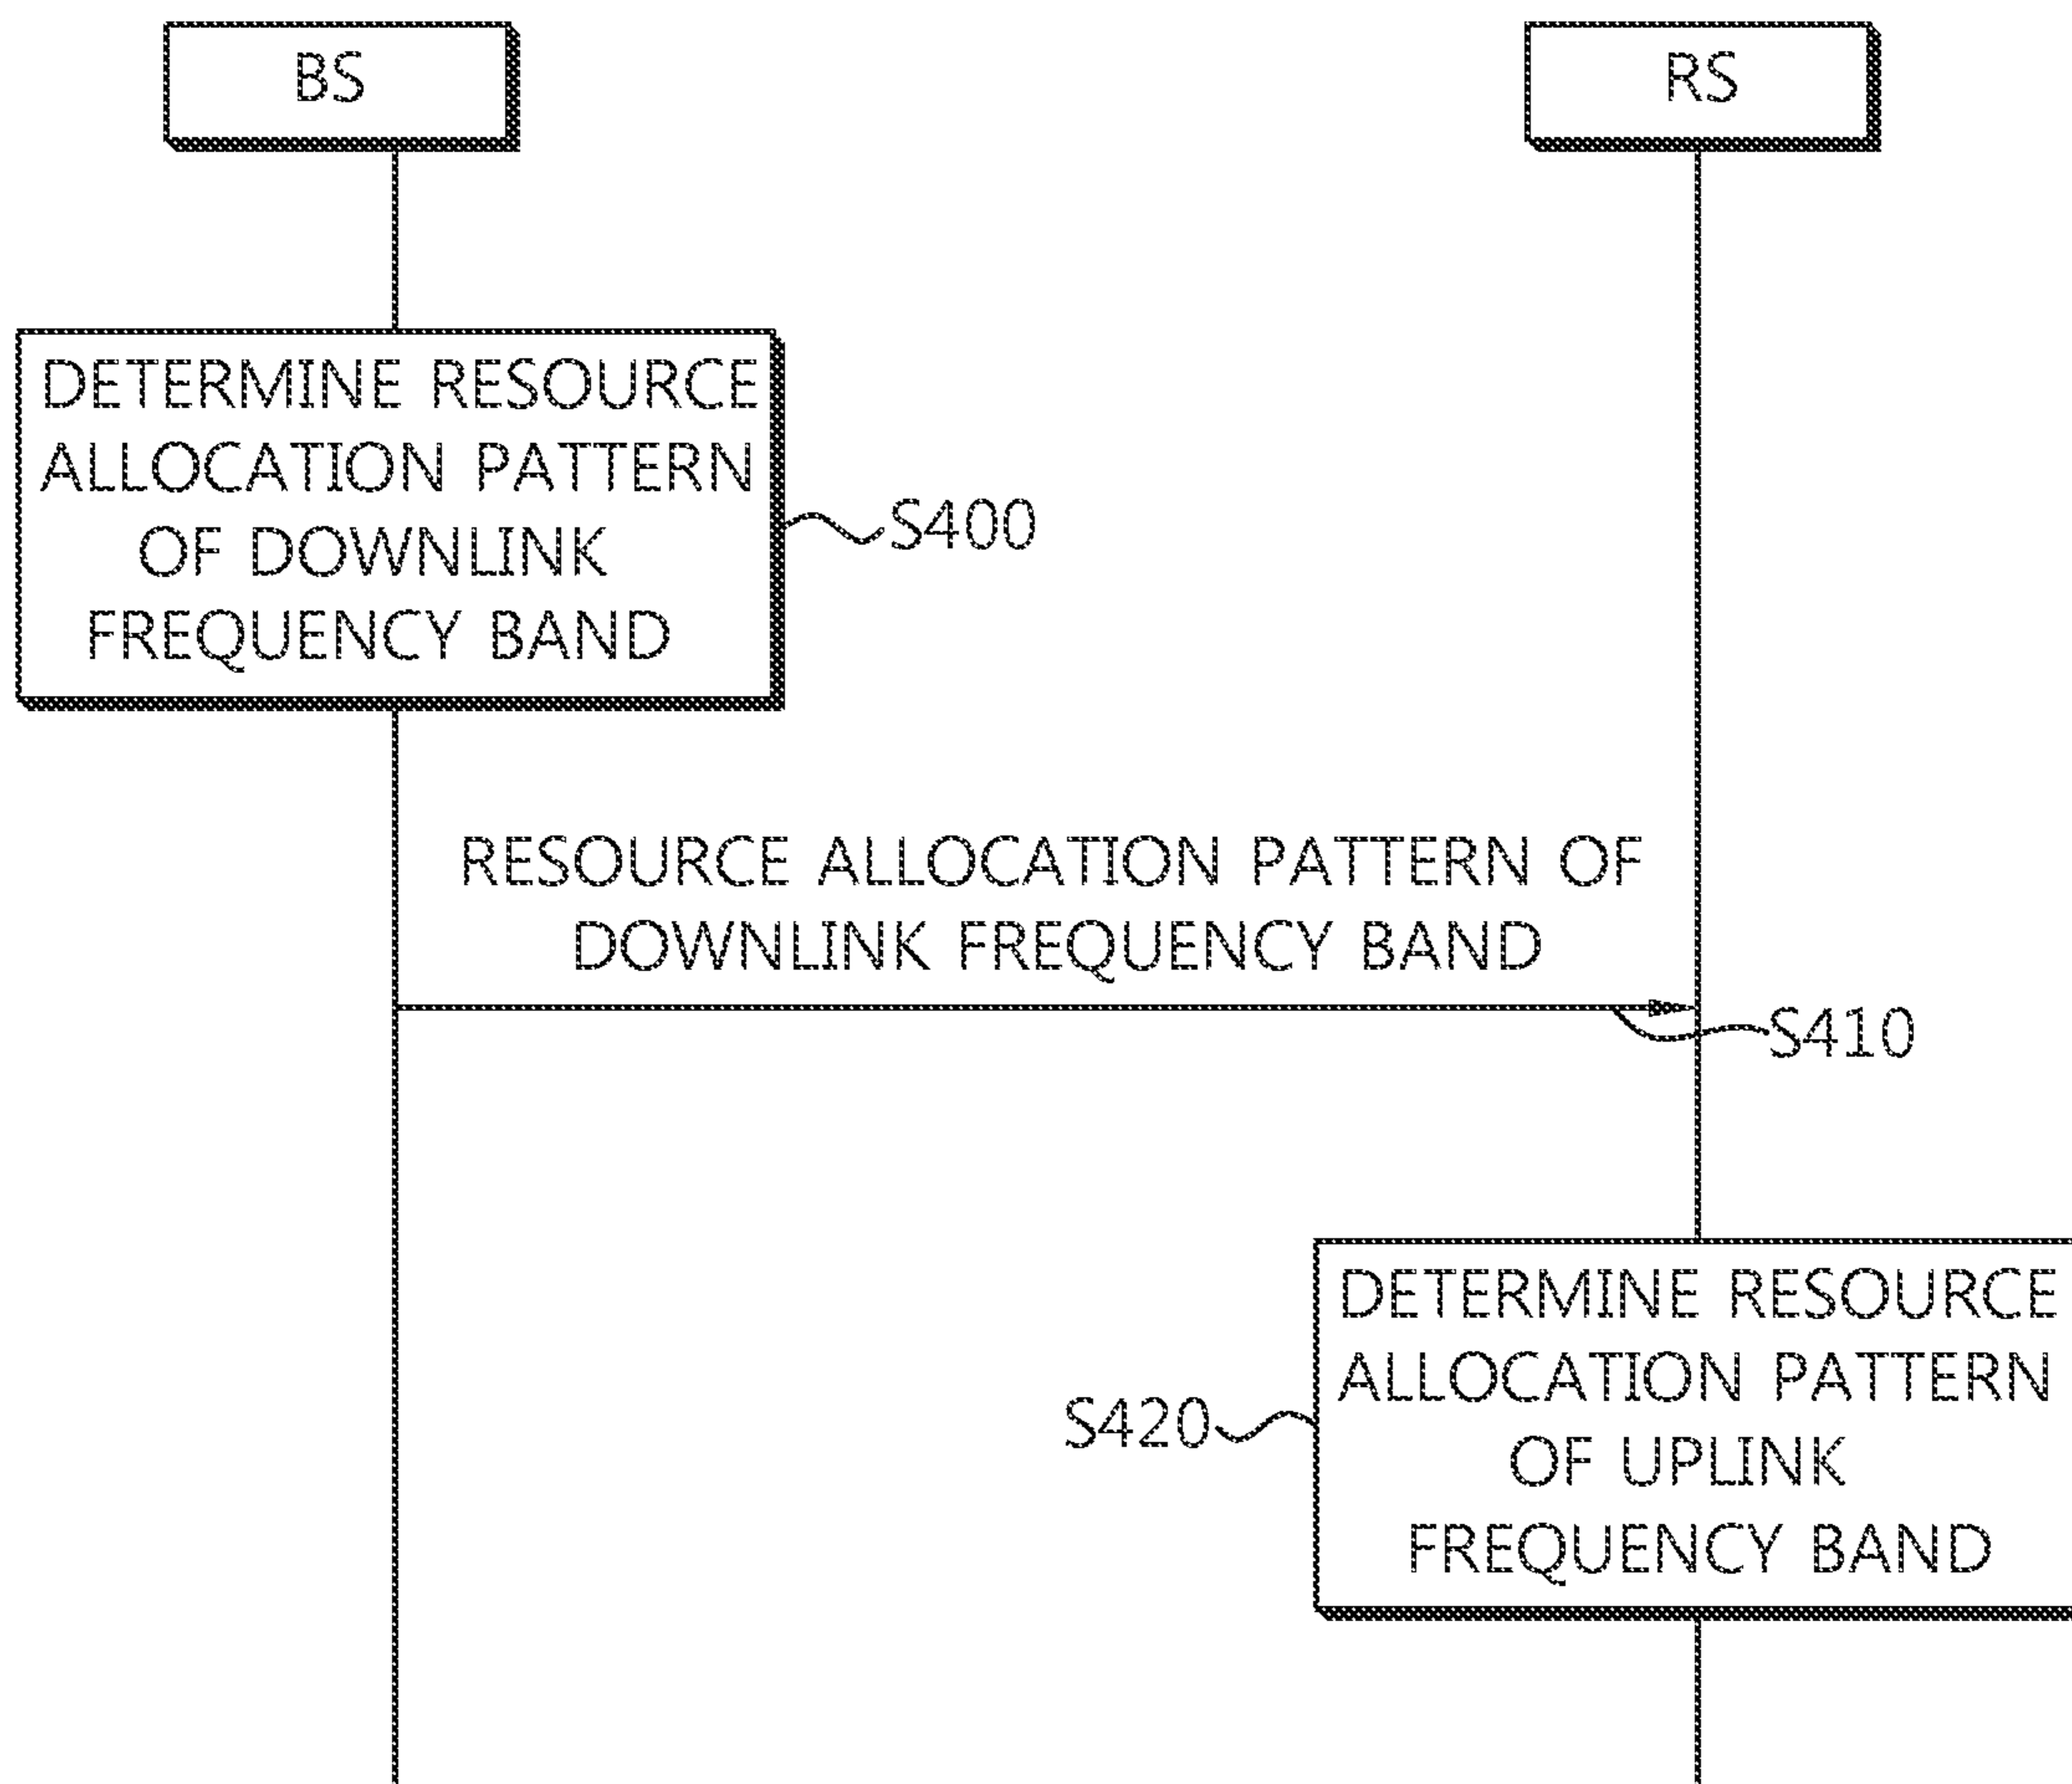 BS
RS
DETERMINE RESOURCE
ALLOCATION PATTERN
OF DOWNLINK
FREQUENCY BAND
S400
RESOURCE ALLOCATION PATTERN OF
DOWNLINK FREQUENCY BAND
S410
DETERMINE RESOURCE
ALLOCATION PATTERN
OF UPLINK
FREQUENCY BAND
S420